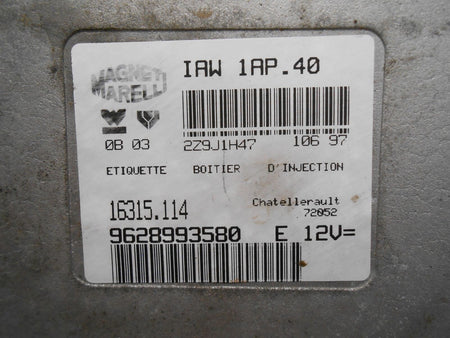 MAGNETI
MARELLI
IAW 1AP.40
0B 03
2Z9J1H47
106 97
ETIQUETTE BOITIER D'INJECTION
16315.114
Chatellerault
72052
9628993580 E 12V=